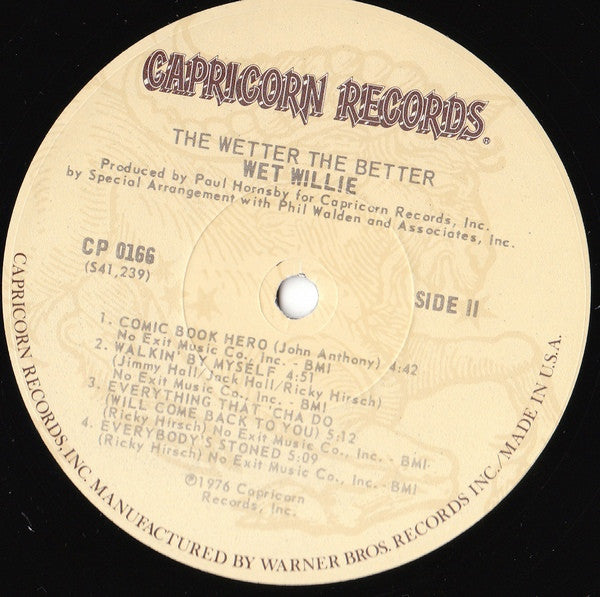 CAPRICORN RECORDS®
THE WETTER THE BETTER
WET WILLIE
Produced by Paul Hornsby for Capricorn Records, Inc.
by Special Arrangement with Phil Walden and Associates, Inc.
CP 0166
(S41,239)
SIDE II
1. COMIC BOOK HERO (John Anthony) 4:42
No Exit Music Co., Inc. - BMI
2. WALKIN' BY MYSELF 4:51
(Jimmy Hall/Jack Hall/Ricky Hirsch)
No Exit Music Co., Inc. - BMI
3. EVERYTHING THAT 'CHA DO
(WILL COME BACK TO YOU) 5:12
(Ricky Hirsch) No Exit Music Co., Inc. - BMI
4. EVERYBODY'S STONED 5:09
(Ricky Hirsch) No Exit Music Co., Inc. - BMI
℗1976 Capricorn
Records, Inc.
CAPRICORN RECORDS, INC. MANUFACTURED BY WARNER BROS. RECORDS INC./MADE IN U.S.A.